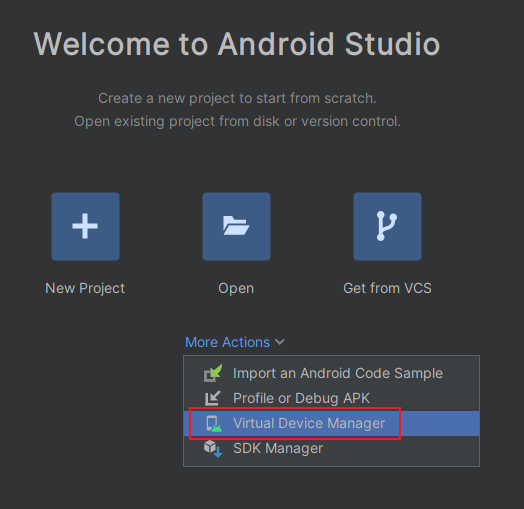 Welcome to Android Studio
Create a new project to start from scratch.
Open existing project from disk or version control.
New Project
Open
Get from VCS
More Actions
Import an Android Code Sample
Profile or Debug APK
Virtual Device Manager
SDK Manager